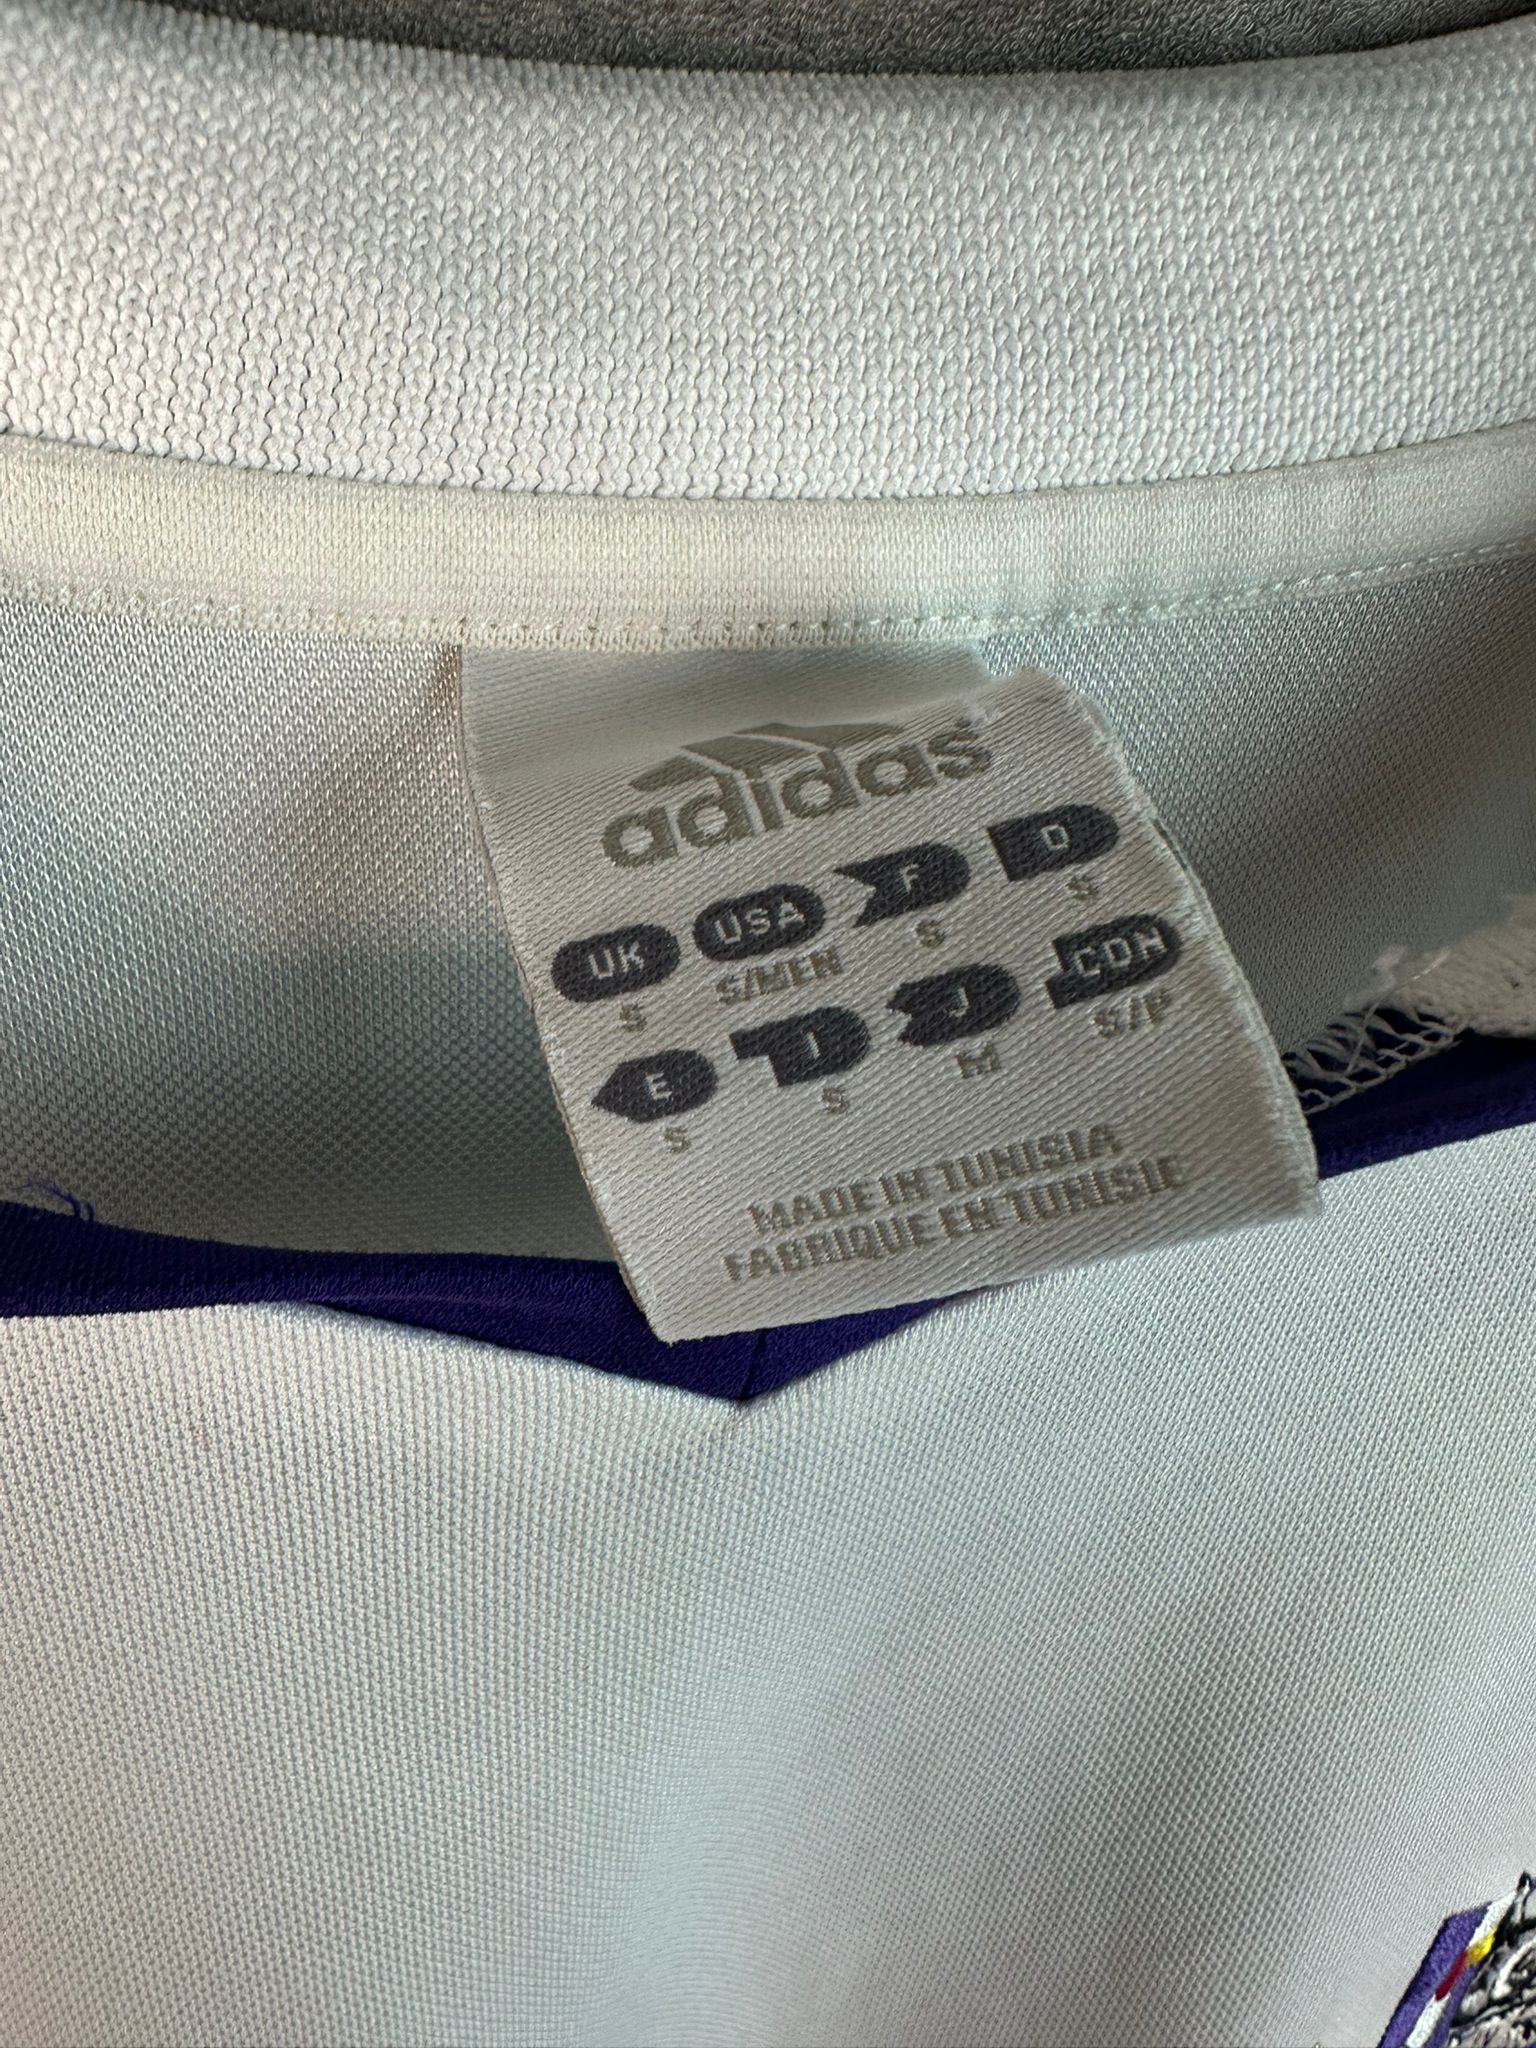 adidas
UK USA F D
S S/MEN S S
E I J CDN
S S M S/P
MADE IN TUNISIA
FABRIQUE EN TUNISIE